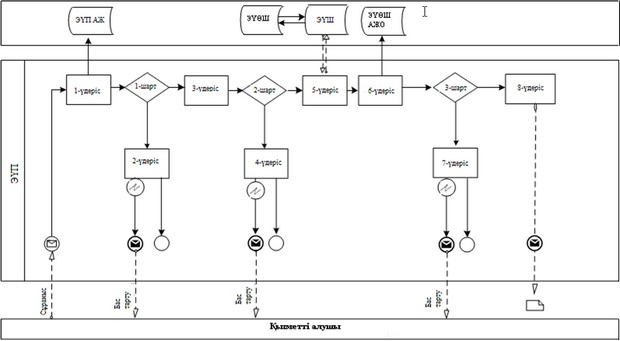 ЭҮП АЖ
ЭҮӨШ
ЭҮШ
ЭҮӨШ
АЖО
1-үдеріс
1-шарт
3-үдеріс
2-шарт
5-үдеріс
6-үдеріс
3-шарт
8-үдеріс
2-үдеріс
4-үдеріс
7-үдеріс
ЭҮП
Сұраныс
Бас
тарту
Бас
тарту
Бас
тарту
Қызметті алушы